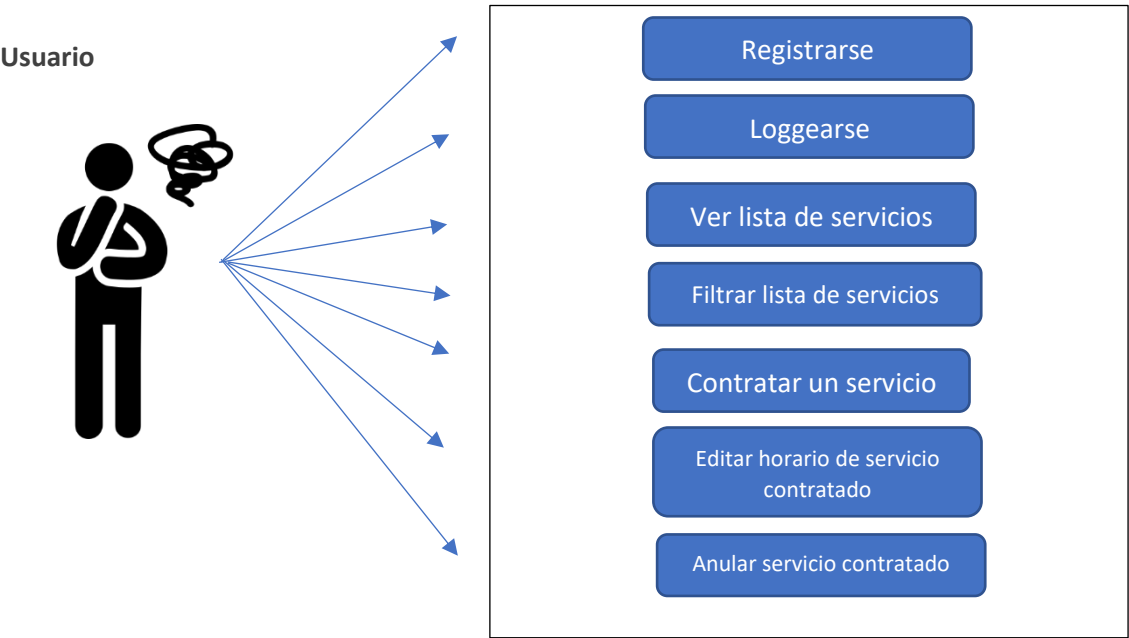 Usuario
Registrarse
Loggearse
Ver lista de servicios
Filtrar lista de servicios
Contratar un servicio
Editar horario de servicio
contratado
Anular servicio contratado